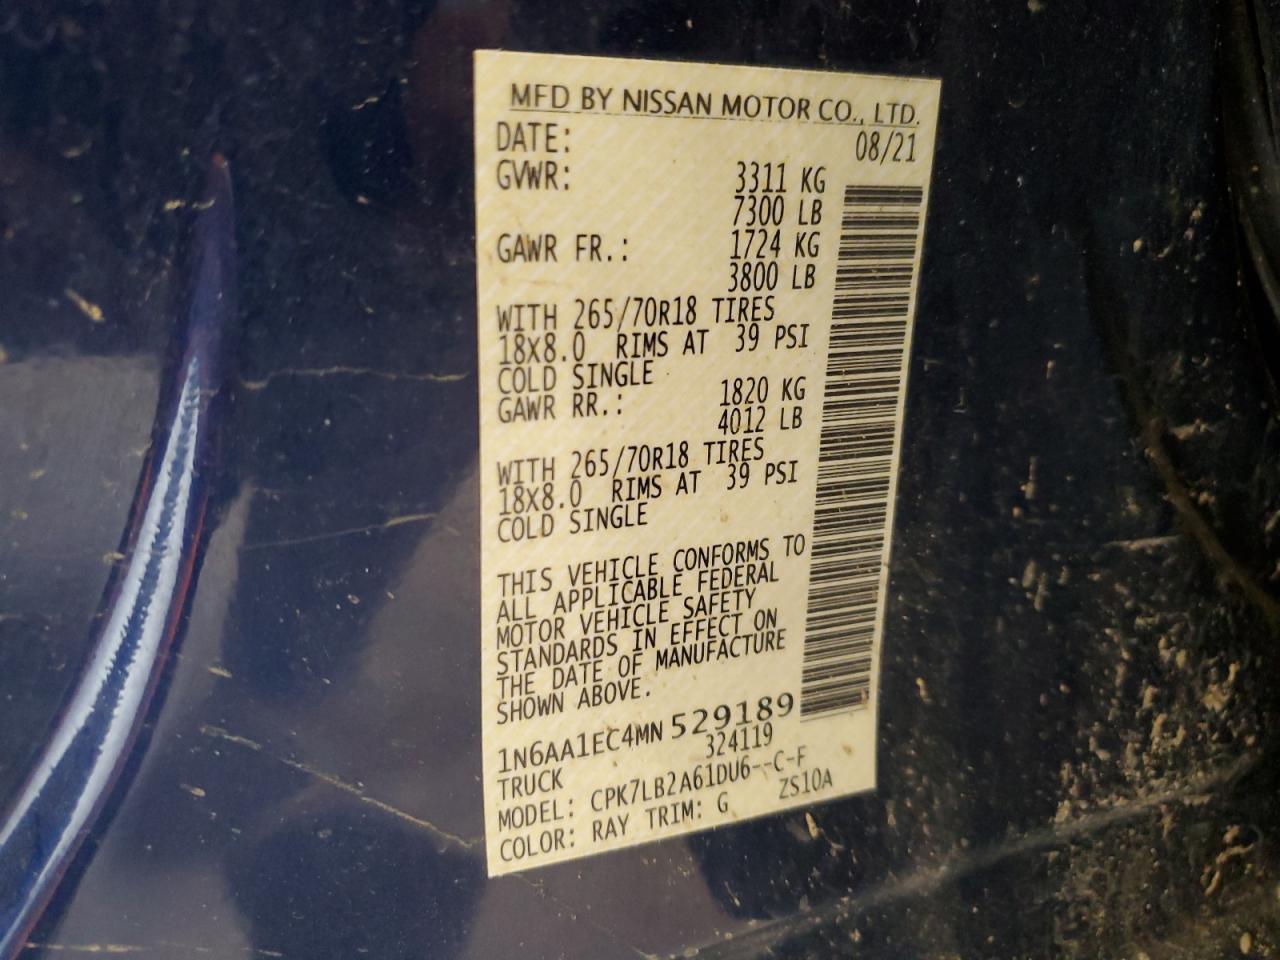 MFD BY NISSAN MOTOR CO., LTD.
DATE: 08/21
GVWR: 3311 KG
7300 LB
GAWR FR.: 1724 KG
3800 LB
WITH 265/70R18 TIRES
18X8.0 RIMS AT 39 PSI
COLD SINGLE
GAWR RR.: 1820 KG
4012 LB
WITH 265/70R18 TIRES
18X8.0 RIMS AT 39 PSI
COLD SINGLE
THIS VEHICLE CONFORMS TO
ALL APPLICABLE FEDERAL
MOTOR VEHICLE SAFETY
STANDARDS IN EFFECT ON
THE DATE OF MANUFACTURE
SHOWN ABOVE.
1N6AA1EC4MN529189
TRUCK 324119
MODEL: CPK7LB2A61DU6--C-F
COLOR: RAY TRIM: G ZS10A